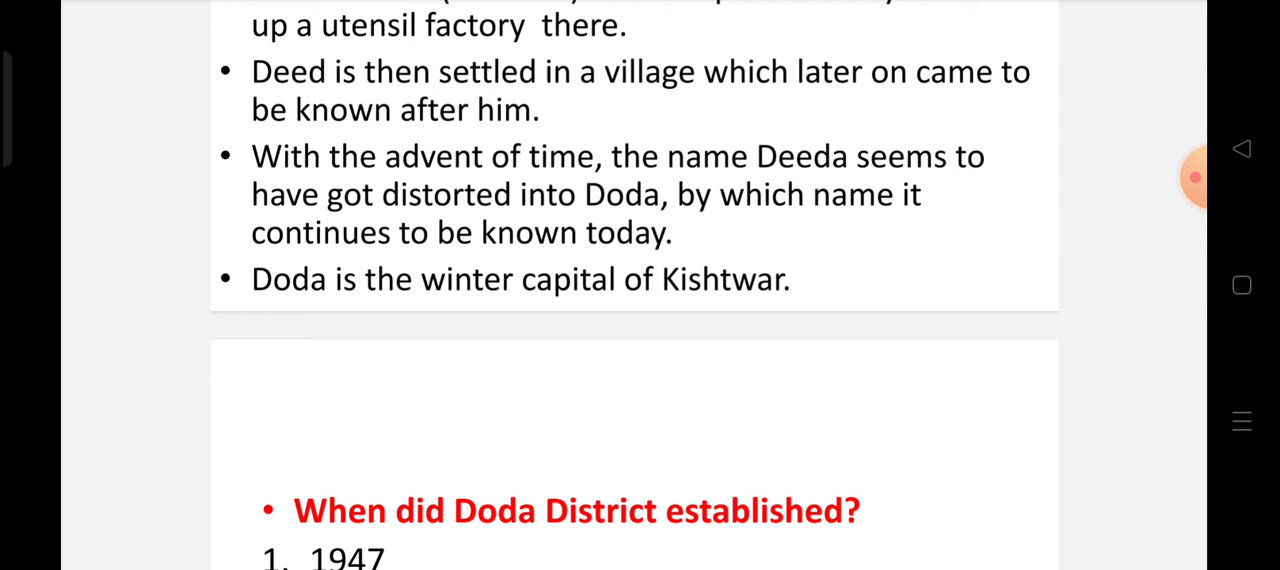 up a utensil factory there.
• Deed is then settled in a village which later on came to
be known after him.
• With the advent of time, the name Deeda seems to
have got distorted into Doda, by which name it
continues to be known today.
• Doda is the winter capital of Kishtwar.
• When did Doda District established?
1. 1947